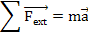 ∑ F⃗ext = ma⃗